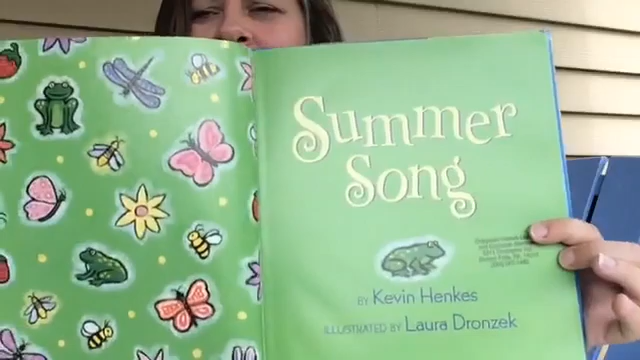 Summer
Song
BY Kevin Henkes
ILLUSTRATED BY Laura Dronzek